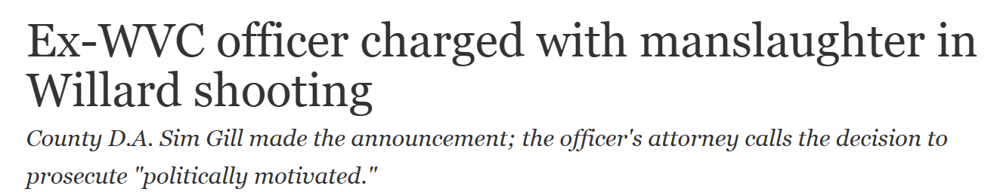 Ex-WVC officer charged with manslaughter in
Willard shooting
County D.A. Sim Gill made the announcement; the officer's attorney calls the decision to
prosecute "politically motivated."